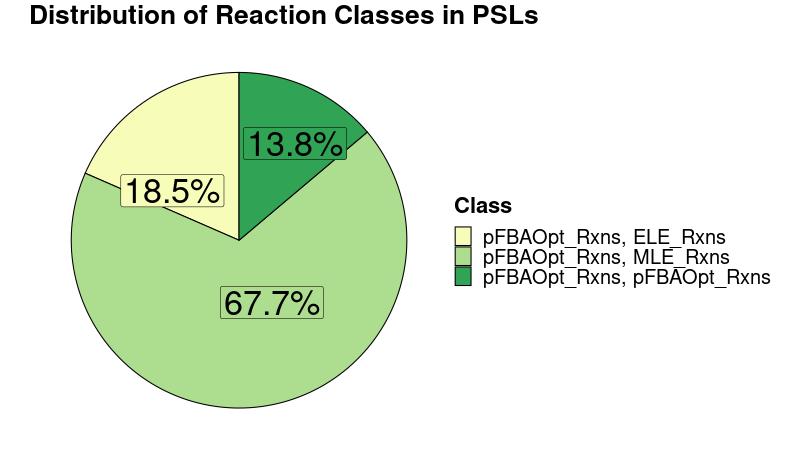 Distribution of Reaction Classes in PSLs
13.8%
18.5%
67.7%
Class
pFBAOpt_Rxns, ELE_Rxns
pFBAOpt_Rxns, MLE_Rxns
pFBAOpt_Rxns, pFBAOpt_Rxns